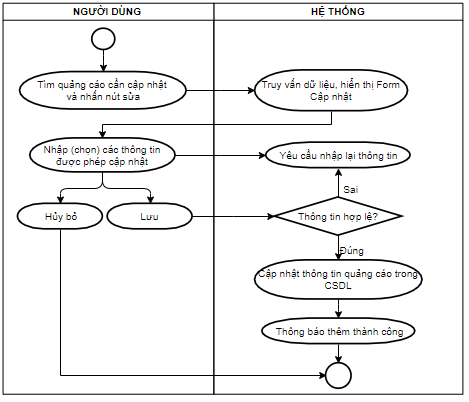 NGƯỜI DÙNG
HỆ THỐNG
Tìm quảng cáo cần cập nhật
và nhấn nút sửa
Truy vấn dữ liệu, hiển thị Form
Cập nhật
Nhập (chọn) các thông tin
được phép cập nhật
Yêu cầu nhập lại thông tin
Sai
Hủy bỏ
Lưu
Thông tin hợp lệ?
Đúng
Cập nhật thông tin quảng cáo trong
CSDL
Thông báo thêm thành công